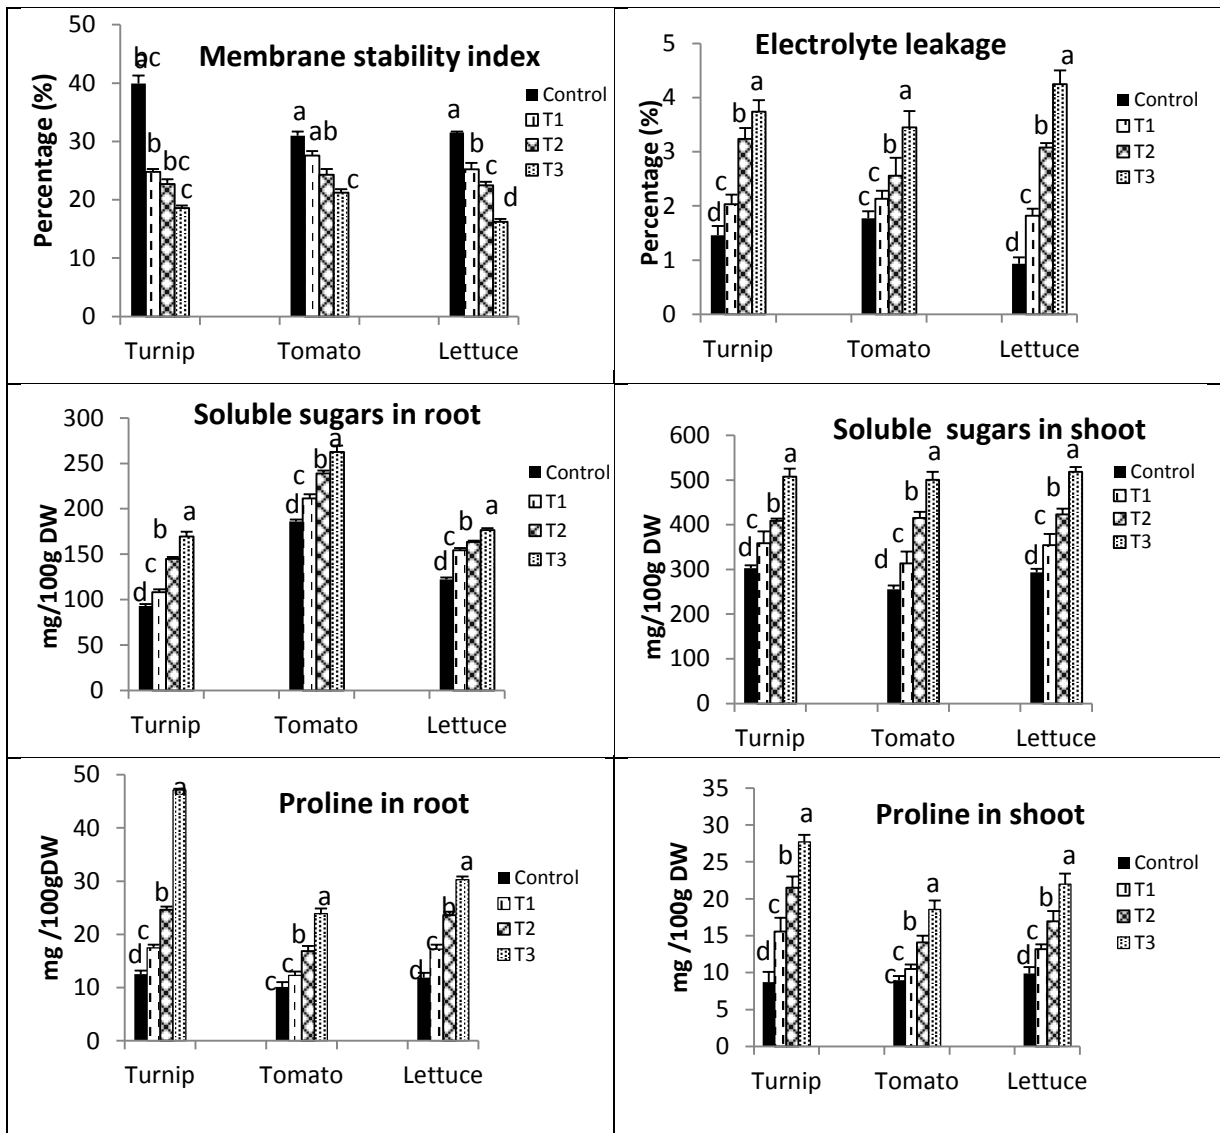 Membrane stability index
Percentage (%)
50
40
30
20
10
0
a
bc
b
bc
c
a
ab
c
c
a
b
c
d
Turnip Tomato Lettuce
Control
T1
T2
T3
Electrolyte leakage
Percentage (%)
5
4
3
2
1
0
d
c
b
a
c
c
b
a
d
c
b
a
Turnip Tomato Lettuce
Control
T1
T2
T3
Soluble sugars in root
mg/100g DW
300
250
200
150
100
50
0
d
c
b
a
d
c
b
a
d
c
b
a
Turnip Tomato Lettuce
Control
T1
T2
T3
Soluble sugars in shoot
mg/100g DW
600
500
400
300
200
100
0
d
c
b
a
d
c
b
a
d
c
b
a
Turnip Tomato Lettuce
Control
T1
T2
T3
Proline in root
mg /100gDW
50
40
30
20
10
0
d
c
b
a
c
c
b
a
d
c
b
a
Turnip Tomato Lettuce
Control
T1
T2
T3
Proline in shoot
mg /100g DW
35
30
25
20
15
10
5
0
d
c
b
a
c
c
b
a
d
c
b
a
Turnip Tomato Lettuce
Control
T1
T2
T3